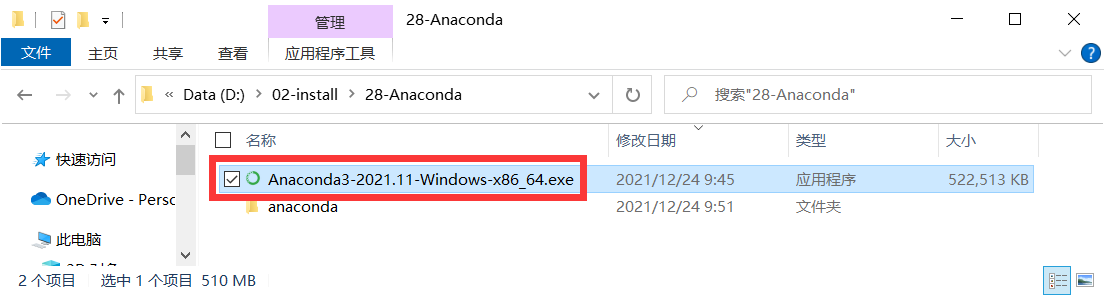 管理
28-Anaconda
文件
主页
共享
查看
应用程序工具
« Data (D:) › 02-install › 28-Anaconda
搜索"28-Anaconda"
名称
修改日期
类型
大小
快速访问
Anaconda3-2021.11-Windows-x86_64.exe
2021/12/24 9:45
应用程序
522,513 KB
OneDrive - Persc
anaconda
2021/12/24 9:51
文件夹
此电脑
2 个项目
选中 1 个项目 510 MB